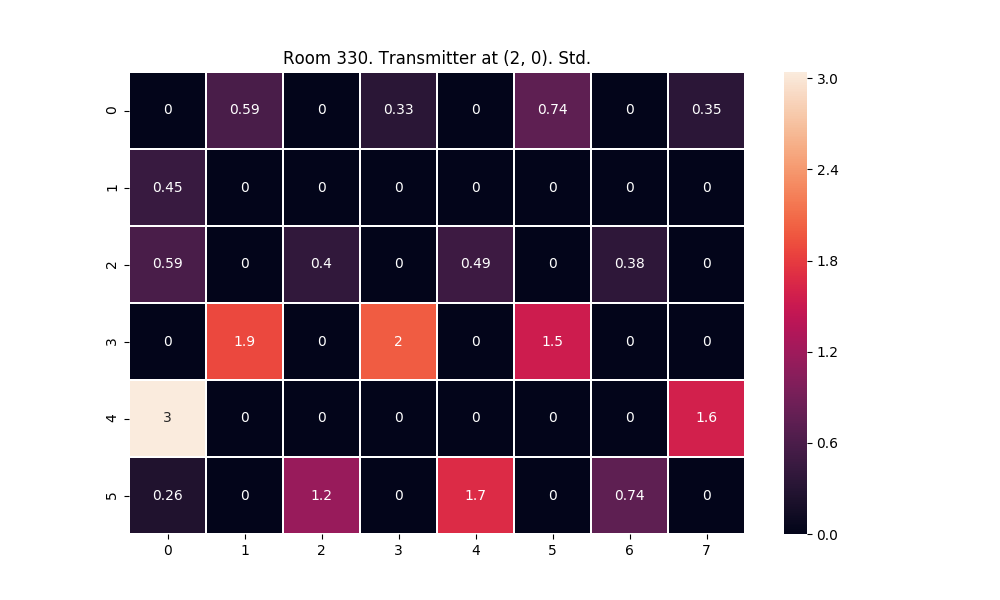 Room 330. Transmitter at (2, 0). Std.
0 0 0.59 0 0.33 0 0.74 0 0.35
1 0.45 0 0 0 0 0 0 0
2 0.59 0 0.4 0 0.49 0 0.38 0
3 0 1.9 0 2 0 1.5 0 0
4 3 0 0 0 0 0 0 1.6
5 0.26 0 1.2 0 1.7 0 0.74 0
0 1 2 3 4 5 6 7
3.0
2.4
1.8
1.2
0.6
0.0